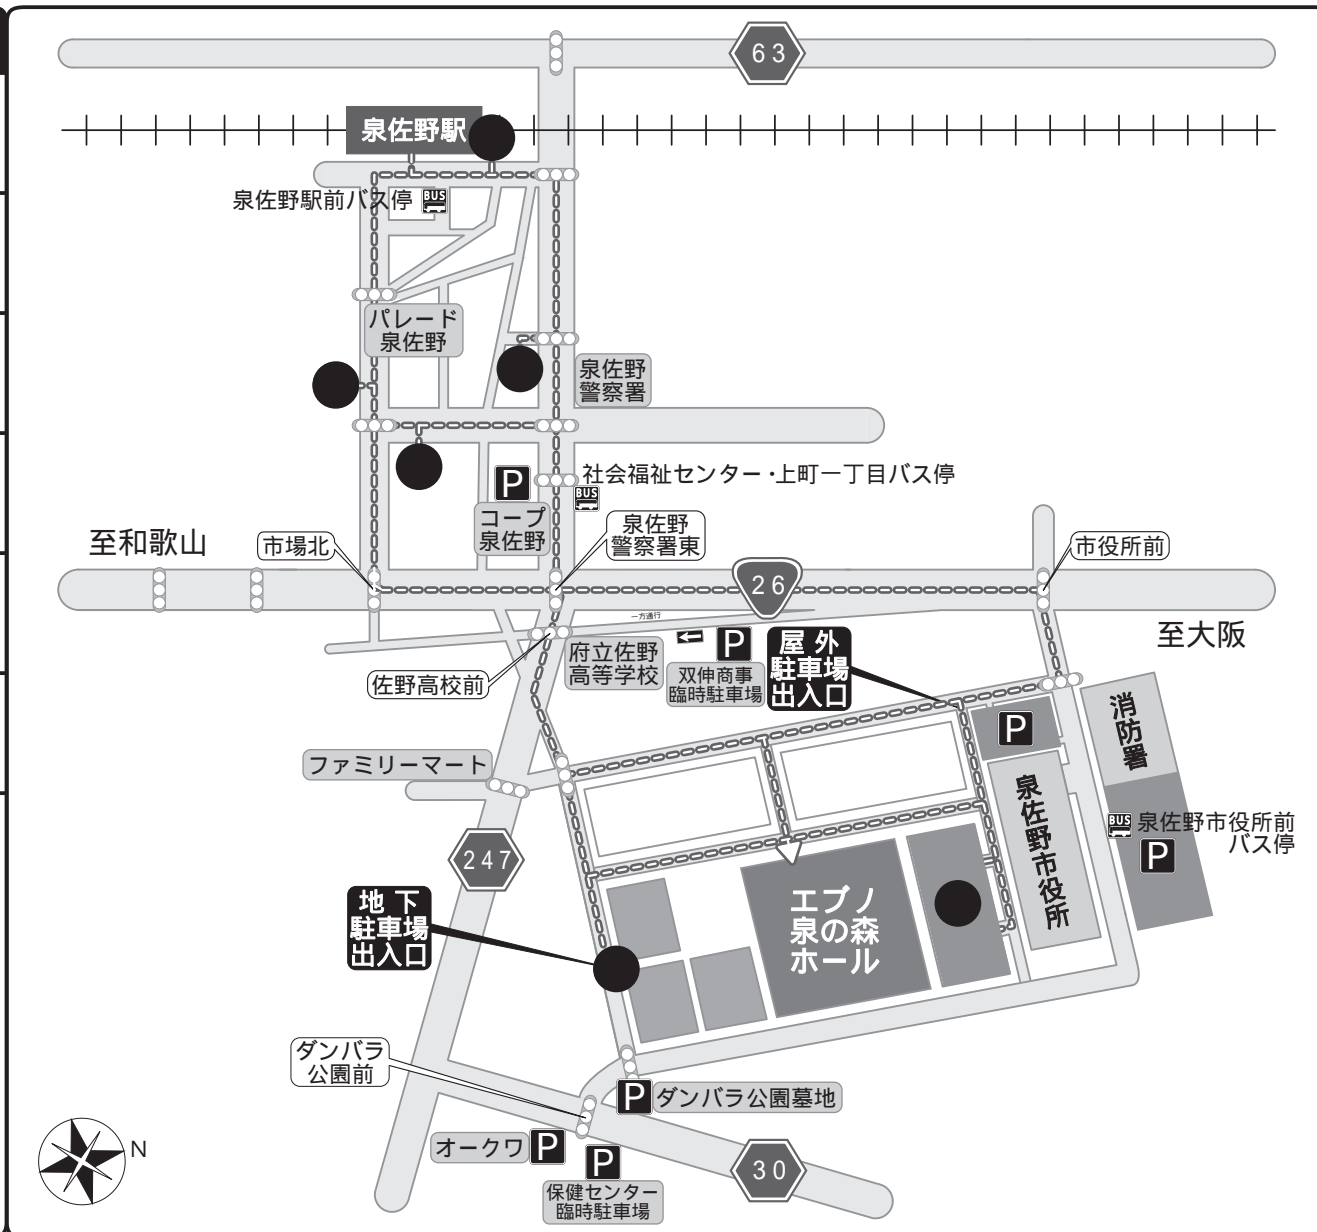 63
泉佐野駅
泉佐野駅前バス停
BUS
パレード
泉佐野
泉佐野
警察署
P
社会福祉センター・上町一丁目バス停
BUS
コープ
泉佐野
泉佐野
警察署東
至和歌山
市場北
市役所前
26
一方通行
至大阪
府立佐野
高等学校
P
双伸商事
臨時駐車場
屋外
駐車場
出入口
佐野高校前
消防署
P
ファミリーマート
泉佐野市役所
BUS
泉佐野市役所前
バス停
P
247
地下
駐車場
出入口
エブノ
泉の森
ホール
ダンバラ
公園前
P
ダンバラ公園墓地
オークワ
P
P
保健センター
臨時駐車場
30
N